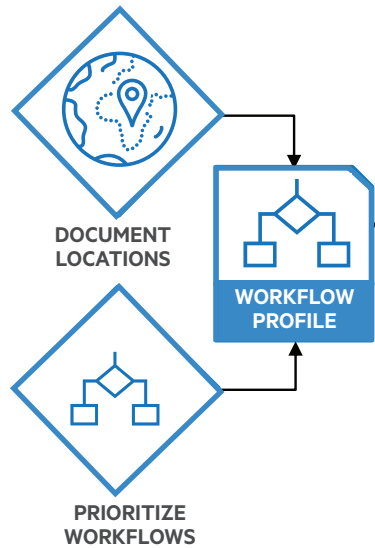 DOCUMENT
LOCATIONS
WORKFLOW
PROFILE
PRIORITIZE
WORKFLOWS